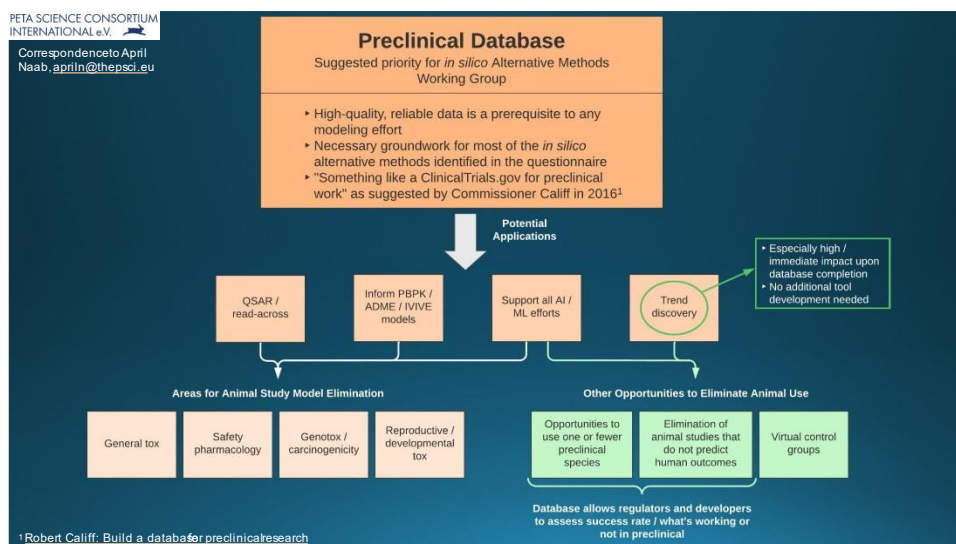 PETA SCIENCE CONSORTIUM
INTERNATIONAL e.V.
Correspondenceto April
Naab, apriln@thepsci.eu
Preclinical Database
Suggested priority for in silico Alternative Methods
Working Group
‣ High-quality, reliable data is a prerequisite to any
modeling effort
‣ Necessary groundwork for most of the in silico
alternative methods identified in the questionnaire
‣ "Something like a ClinicalTrials.gov for preclinical
work" as suggested by Commissioner Califf in 2016¹
Potential
Applications
‣ Especially high /
immediate impact upon
database completion
‣ No additional tool
development needed
QSAR /
read-across
Inform PBPK /
ADME / IVIVE
models
Support all AI /
ML efforts
Trend
discovery
Areas for Animal Study Model Elimination
General tox
Safety
pharmacology
Genotox /
carcinogenicity
Reproductive /
developmental
tox
Other Opportunities to Eliminate Animal Use
Opportunities to
use one or fewer
preclinical
species
Elimination of
animal studies that
do not predict
human outcomes
Virtual control
groups
Database allows regulators and developers
to assess success rate / what's working or
not in preclinical
¹ Robert Califf: Build a database for preclinicalresearch